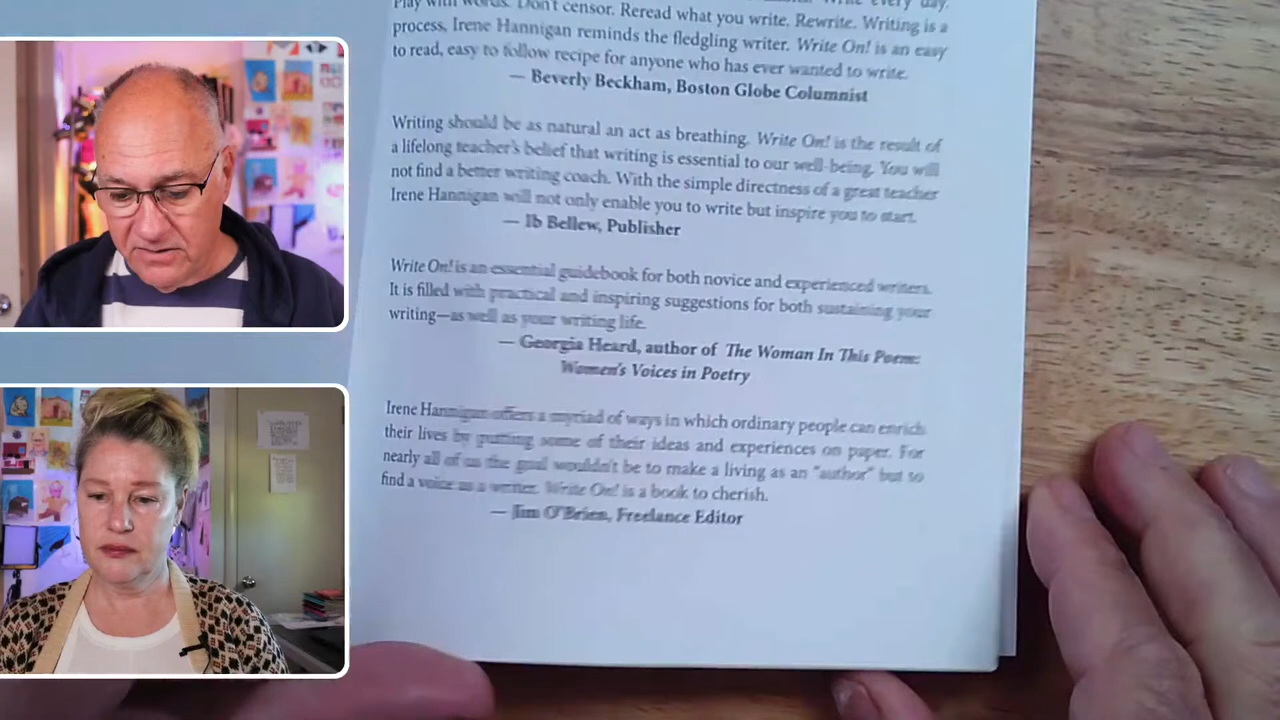 Play with words. Don't censor. Reread what you write. Rewrite. Writing is a
process, Irene Hannigan reminds the fledgling writer. Write On! is an easy
to read, easy to follow recipe for anyone who has ever wanted to write.
— Beverly Beckham, Boston Globe Columnist
Writing should be as natural an act as breathing. Write On! is the result of
a lifelong teacher's belief that writing is essential to our well-being. You will
not find a better writing coach. With the simple directness of a great teacher
Irene Hannigan will not only enable you to write but inspire you to start.
— Ib Bellew, Publisher
Write On! is an essential guidebook for both novice and experienced writers.
It is filled with practical and inspiring suggestions for both sustaining your
writing—as well as your writing life.
— Georgia Heard, author of The Woman In This Poem:
Women's Voices in Poetry
Irene Hannigan offers a myriad of ways in which ordinary people can enrich
their lives by putting some of their ideas and experiences on paper. For
nearly all of us the goal wouldn't be to make a living as an "author" but to
find a voice as a writer. Write On! is a book to cherish.
— Jim O'Brien, Freelance Editor